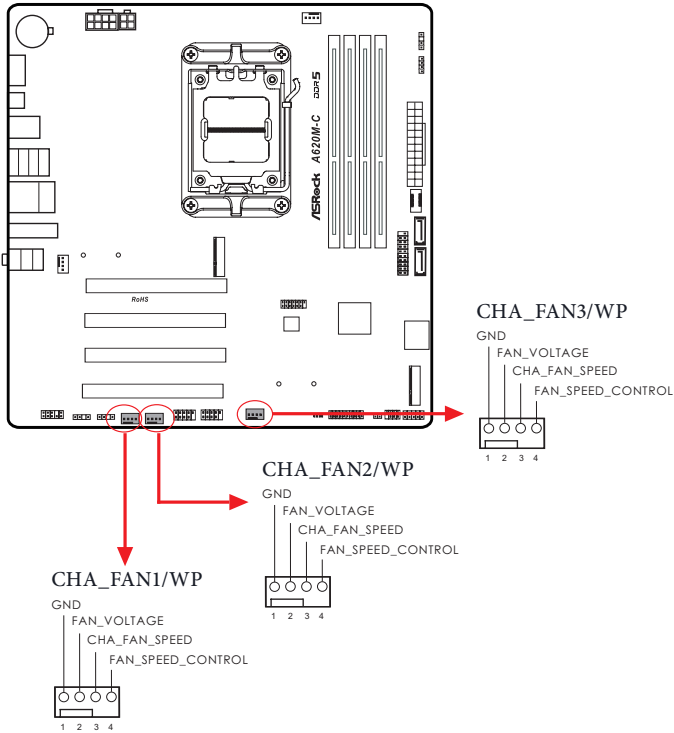 DDR5
A620M-C
ASRock
RoHS
CHA_FAN3/WP
GND
FAN_VOLTAGE
CHA_FAN_SPEED
FAN_SPEED_CONTROL
1 2 3 4
CHA_FAN2/WP
GND
FAN_VOLTAGE
CHA_FAN_SPEED
FAN_SPEED_CONTROL
1 2 3 4
CHA_FAN1/WP
GND
FAN_VOLTAGE
CHA_FAN_SPEED
FAN_SPEED_CONTROL
1 2 3 4